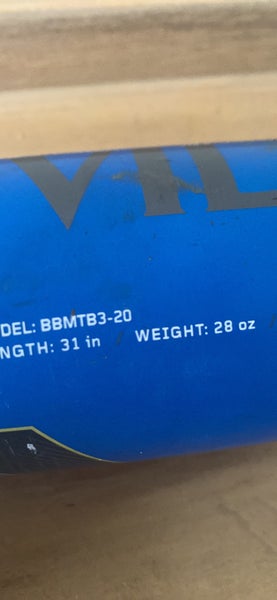 VIL
DEL: BBMTB3-20
NGTH: 31 in WEIGHT: 28 oz